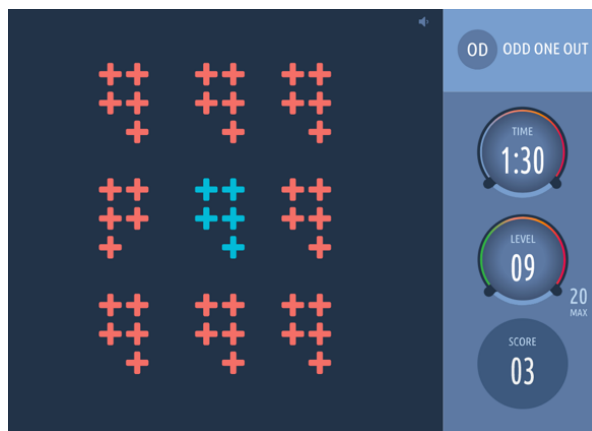 OD ODD ONE OUT
TIME
1:30
LEVEL
09
20
MAX
SCORE
03